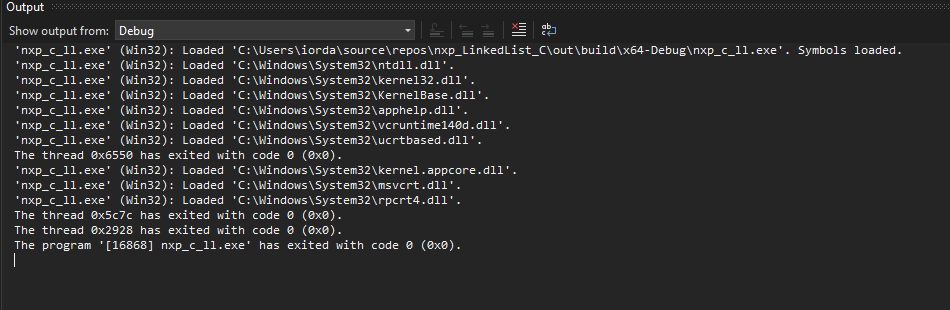 Output
Show output from: Debug
'nxp_c_ll.exe' (Win32): Loaded 'C:\Users\iorda\source\repos\nxp_LinkedList_C\out\build\x64-Debug\nxp_c_ll.exe'. Symbols loaded.
'nxp_c_ll.exe' (Win32): Loaded 'C:\Windows\System32\ntdll.dll'.
'nxp_c_ll.exe' (Win32): Loaded 'C:\Windows\System32\kernel32.dll'.
'nxp_c_ll.exe' (Win32): Loaded 'C:\Windows\System32\KernelBase.dll'.
'nxp_c_ll.exe' (Win32): Loaded 'C:\Windows\System32\apphelp.dll'.
'nxp_c_ll.exe' (Win32): Loaded 'C:\Windows\System32\vcruntime140d.dll'.
'nxp_c_ll.exe' (Win32): Loaded 'C:\Windows\System32\ucrtbased.dll'.
The thread 0x6550 has exited with code 0 (0x0).
'nxp_c_ll.exe' (Win32): Loaded 'C:\Windows\System32\kernel.appcore.dll'.
'nxp_c_ll.exe' (Win32): Loaded 'C:\Windows\System32\msvcrt.dll'.
'nxp_c_ll.exe' (Win32): Loaded 'C:\Windows\System32\rpcrt4.dll'.
The thread 0x5c7c has exited with code 0 (0x0).
The thread 0x2928 has exited with code 0 (0x0).
The program '[16868] nxp_c_ll.exe' has exited with code 0 (0x0).